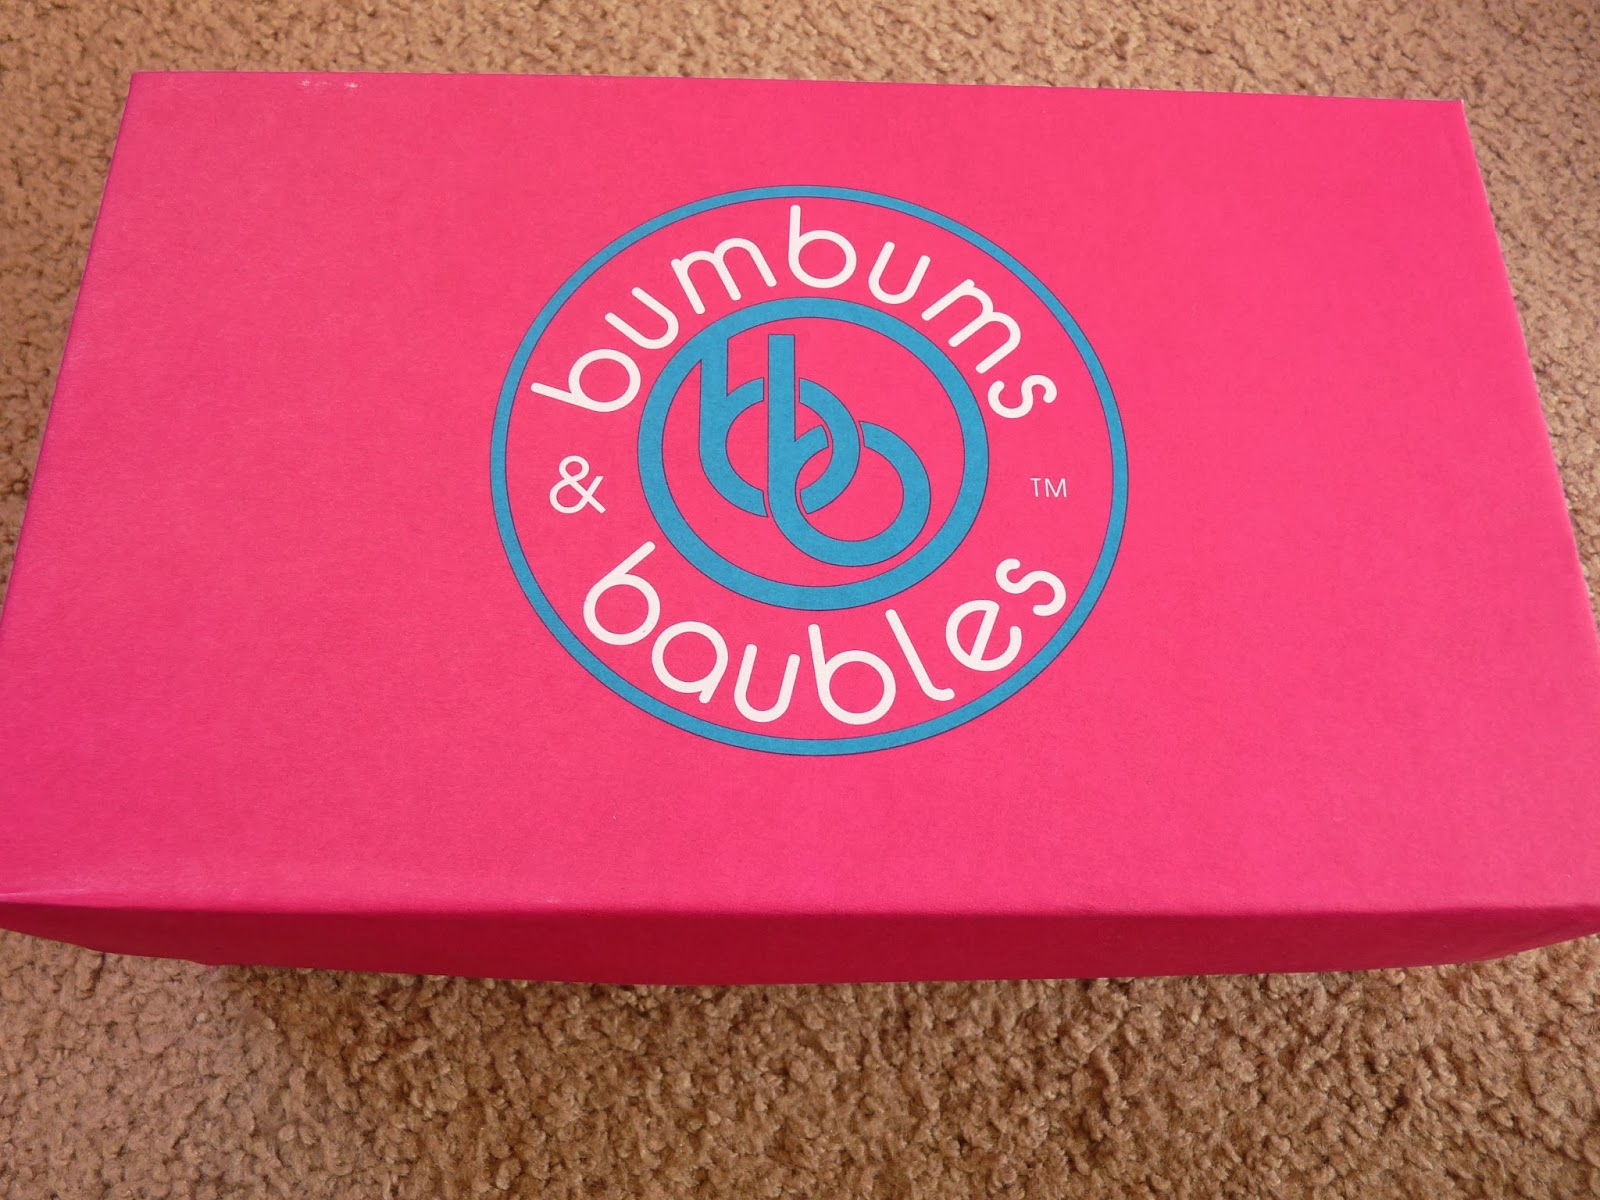 bumbums
& ™
baubles
bb